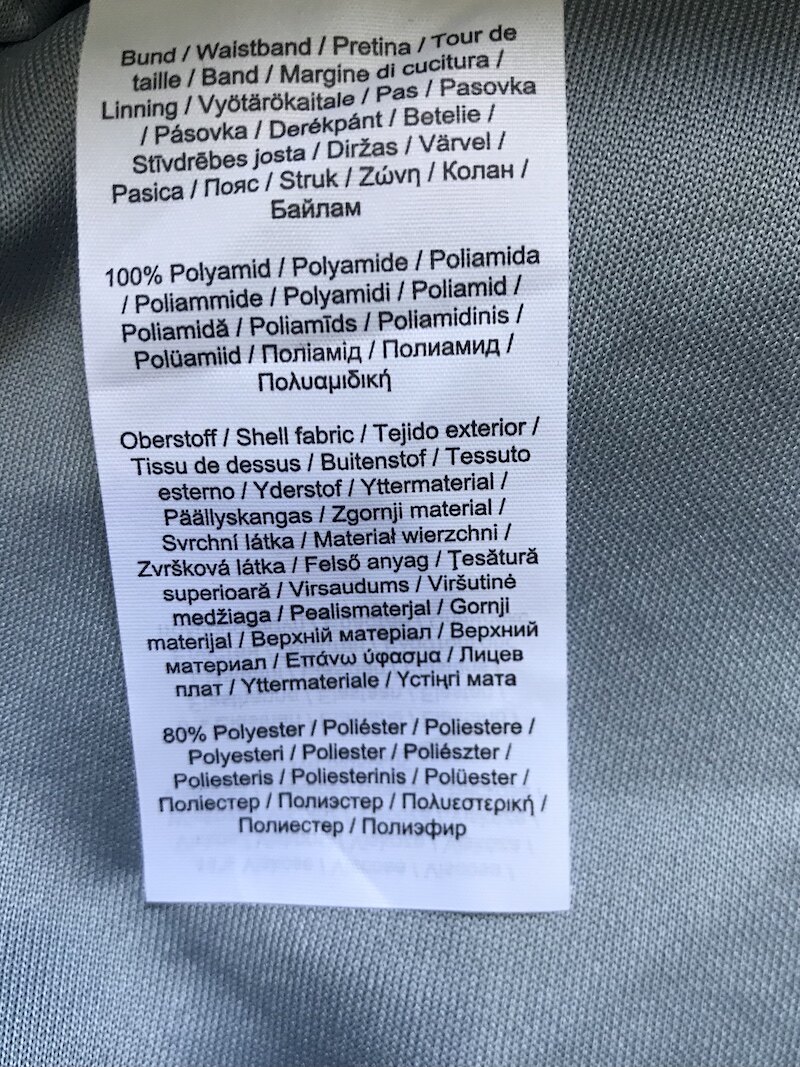 Bund / Waistband / Pretina / Tour de
taille / Band / Margine di cucitura /
Linning / Vyötärökaitale / Pas / Pasovka
/ Pásovka / Derékpánt / Betelie /
Stīvdrēbes josta / Diržas / Värvel /
Pasica / Пояс / Struk / Ζώνη / Колан /
Байлам
100% Polyamid / Polyamide / Poliamida
/ Poliammide / Polyamidi / Poliamid /
Poliamidă / Poliamīds / Poliamidinis /
Polüamiid / Поліамід / Полиамид /
Πολυαμιδική
Oberstoff / Shell fabric / Tejido exterior /
Tissu de dessus / Buitenstof / Tessuto
esterno / Yderstof / Yttermaterial /
Päällyskangas / Zgornji material /
Svrchní látka / Materiał wierzchni /
Zvršková látka / Felső anyag / Ţesătură
superioară / Virsaudums / Viršutinė
medžiaga / Pealismaterjal / Gornji
materijal / Верхній матеріал / Верхний
материал / Επάνω ύφασμα / Лицев
плат / Yttermateriale / Үстіңгі мата
80% Polyester / Poliéster / Poliestere /
Polyesteri / Poliester / Poliészter /
Poliesteris / Poliesterinis / Polüester /
Поліестер / Полиэстер / Πολυεστερική /
Полиестер / Полиэфир